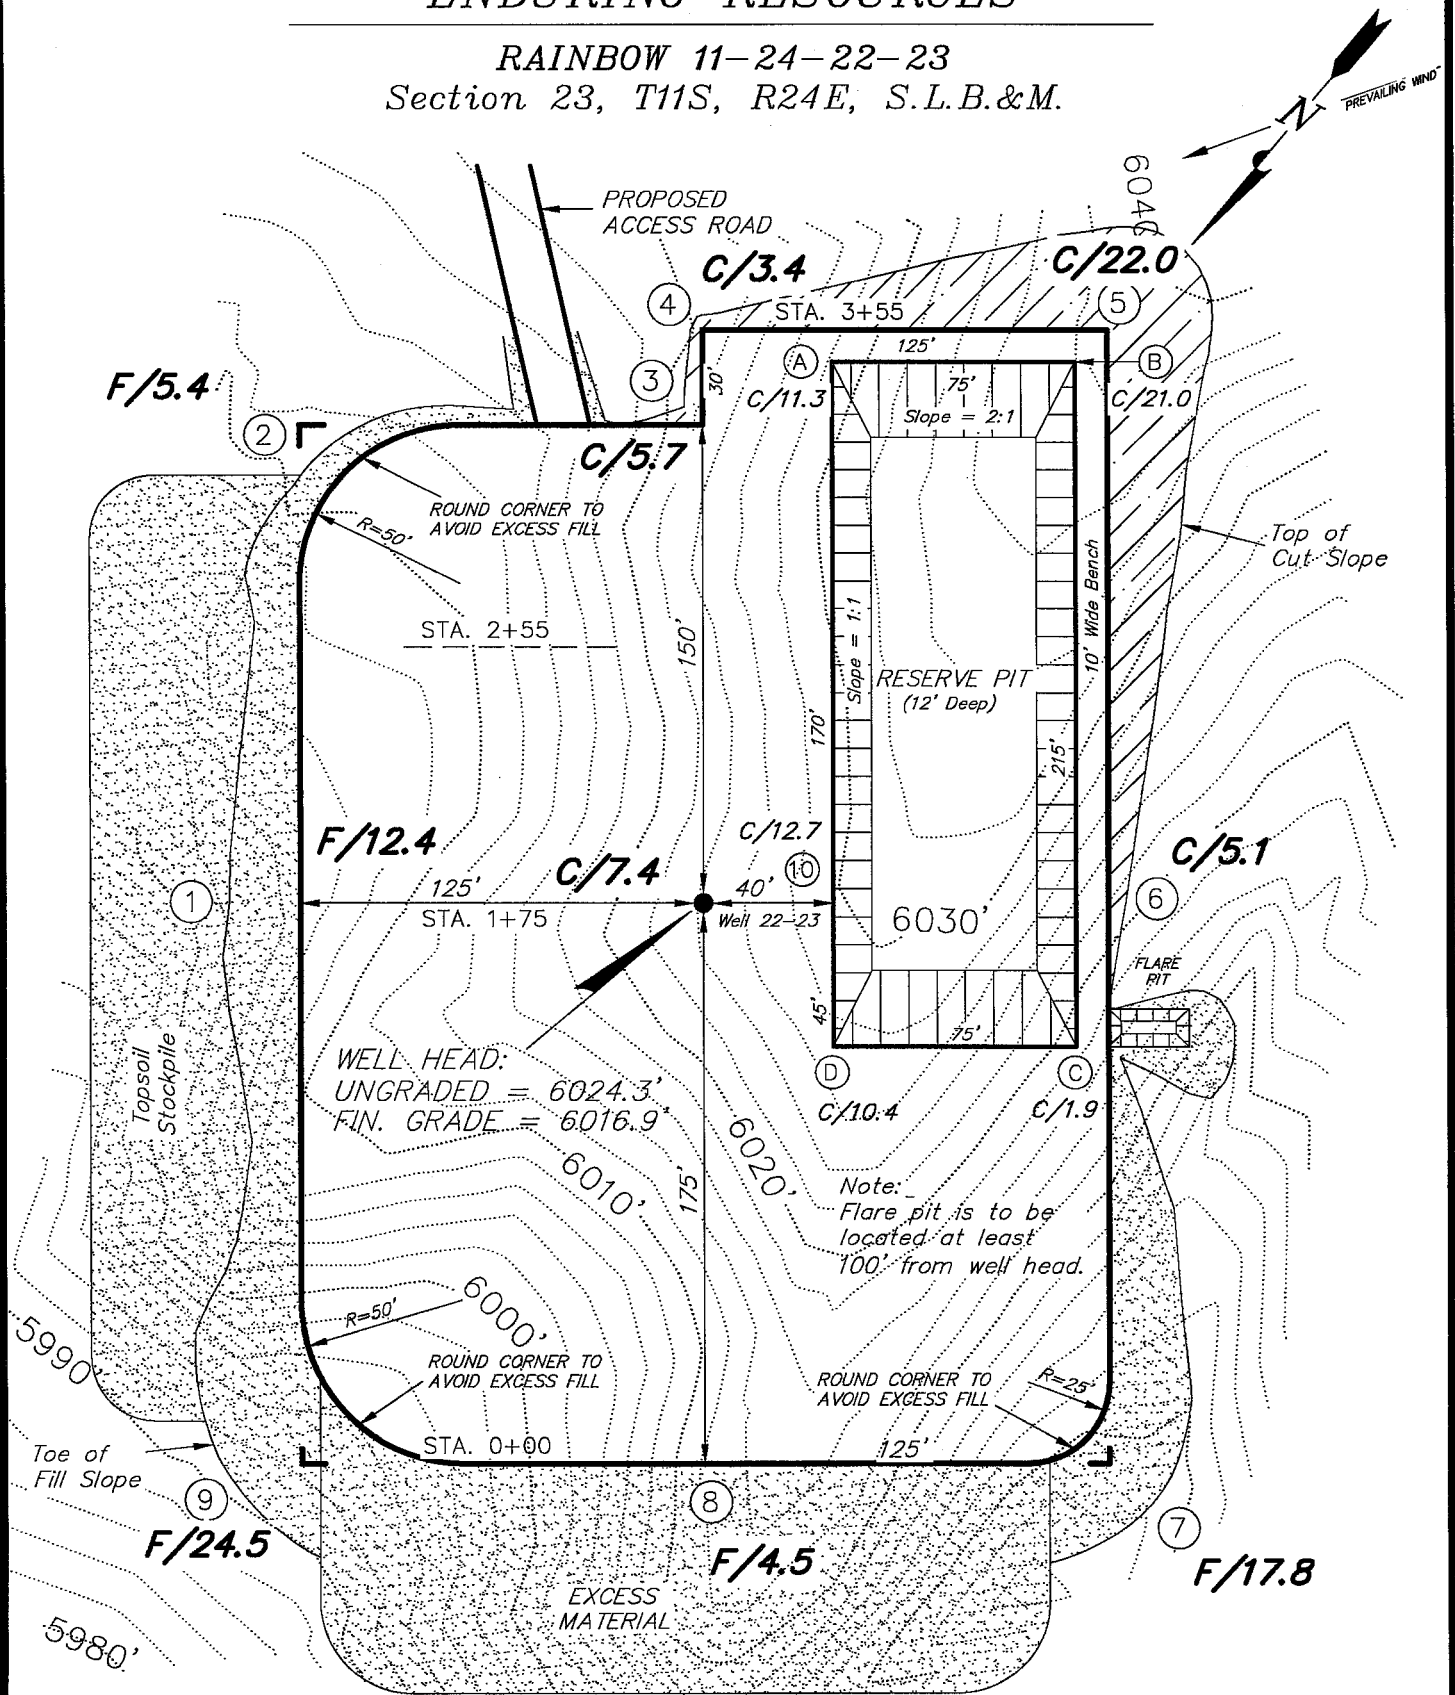 ENDURING RESOURCES
RAINBOW 11-24-22-23
Section 23, T11S, R24E, S.L.B.&M.
N
PREVAILING WIND
6040
PROPOSED
ACCESS ROAD
C/3.4
C/22.0
4
STA. 3+55
5
125'
A
B
3
30'
75'
C/11.3
C/21.0
F/5.4
Slope = 2:1
2
C/5.7
ROUND CORNER TO
AVOID EXCESS FILL
R=50'
Top of
Cut Slope
10' Wide Bench
STA. 2+55
150'
Slope = 1:1
RESERVE PIT
(12' Deep)
170'
215'
F/12.4
C/12.7
C/5.1
C/7.4
10
1
125'
40'
6
STA. 1+75
Well 22-23
6030'
FLARE
PIT
45'
75'
Topsoil
Stockpile
WELL HEAD:
UNGRADED = 6024.3'
FIN. GRADE = 6016.9'
D
C
C/10.4
C/1.9
6020'
6010'
175'
Note:
Flare pit is to be
located at least
100' from well head.
6000'
R=50'
5990'
ROUND CORNER TO
AVOID EXCESS FILL
ROUND CORNER TO
AVOID EXCESS FILL
R=25'
Toe of
Fill Slope
STA. 0+00
125'
9
8
7
F/24.5
F/4.5
F/17.8
EXCESS
MATERIAL
5980'